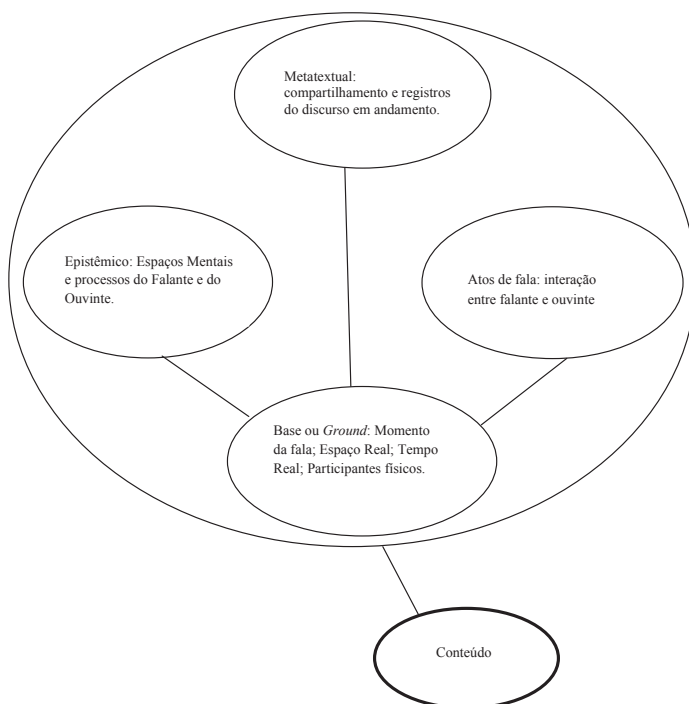 Metatextual:
compartilhamento e registros
do discurso em andamento.
Epistêmico: Espaços Mentais
e processos do Falante e do
Ouvinte.
Atos de fala: interação
entre falante e ouvinte
Base ou Ground: Momento
da fala; Espaço Real; Tempo
Real; Participantes físicos.
Conteúdo